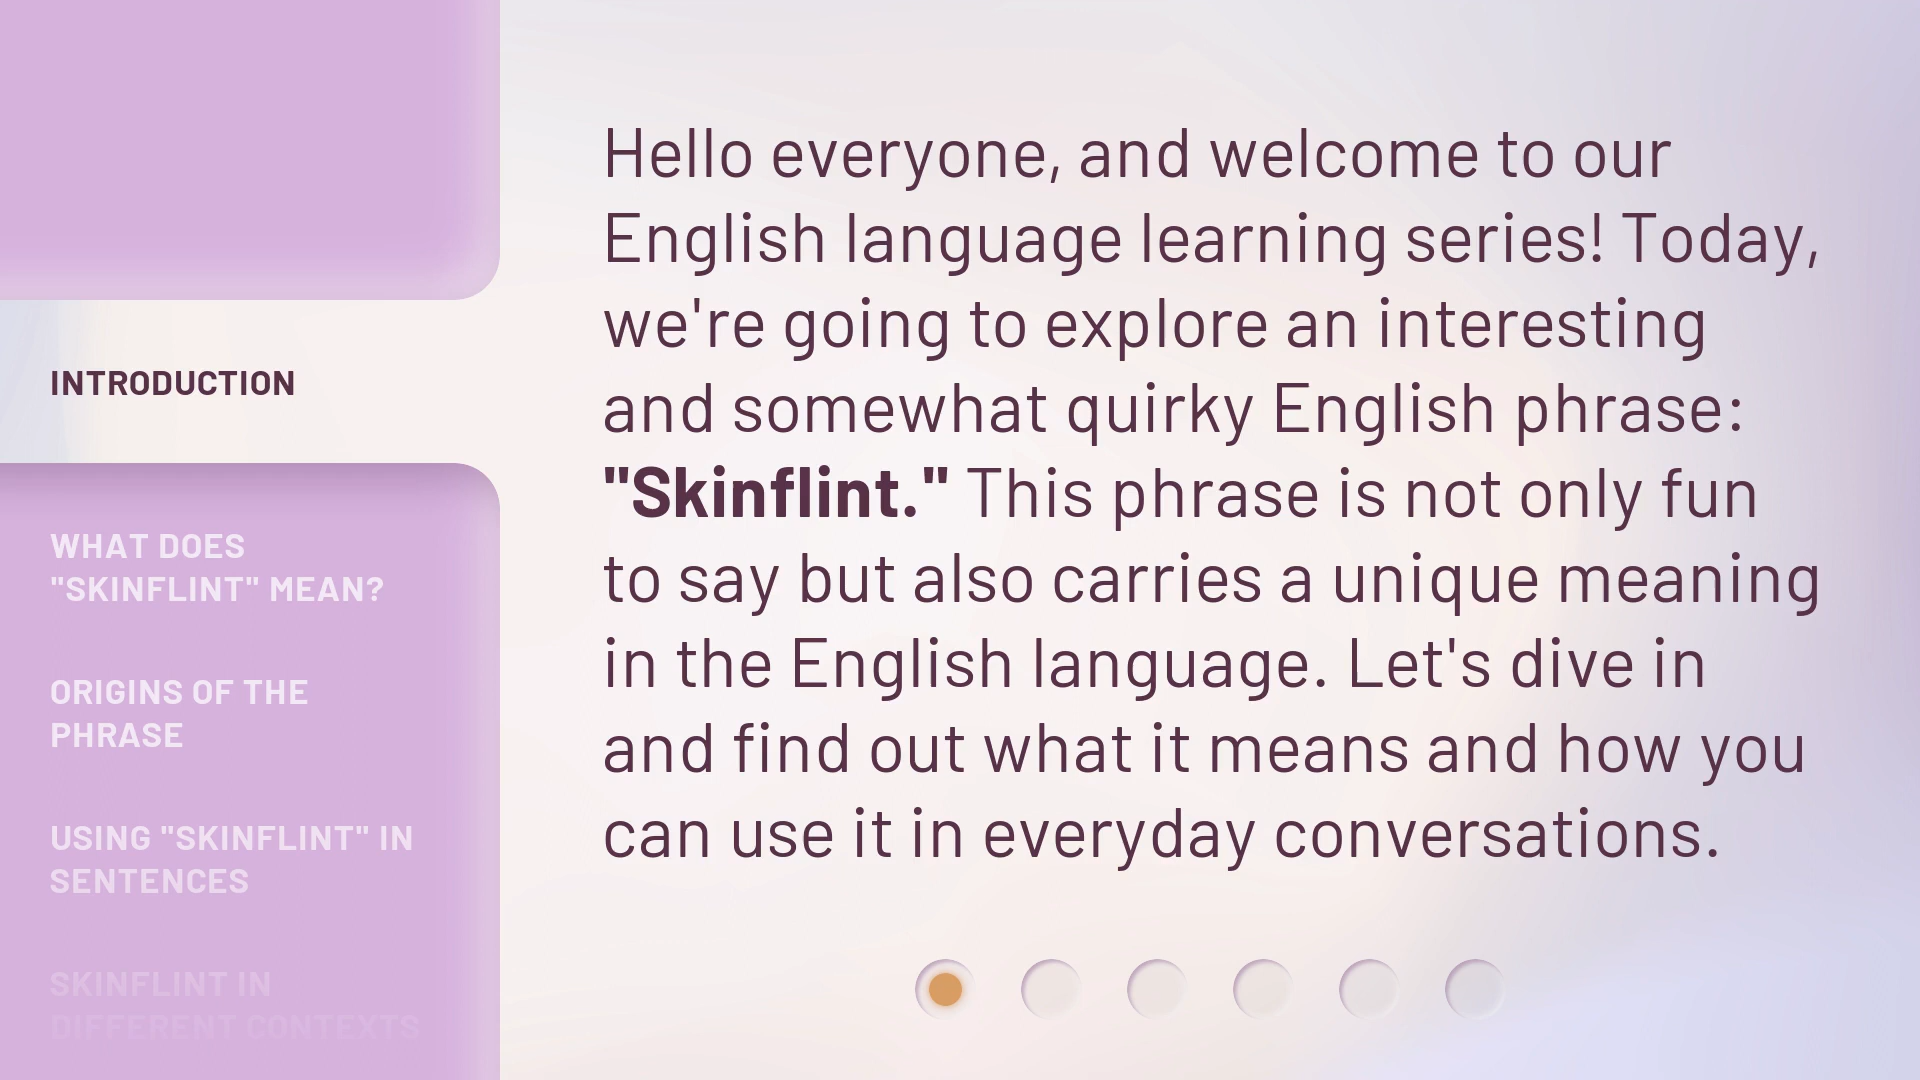 INTRODUCTION
WHAT DOES
"SKINFLINT" MEAN?
ORIGINS OF THE
PHRASE
USING "SKINFLINT" IN
SENTENCES
SKINFLINT IN
DIFFERENT CONTEXTS
Hello everyone, and welcome to our
English language learning series! Today,
we're going to explore an interesting
and somewhat quirky English phrase:
"Skinflint." This phrase is not only fun
to say but also carries a unique meaning
in the English language. Let's dive in
and find out what it means and how you
can use it in everyday conversations.